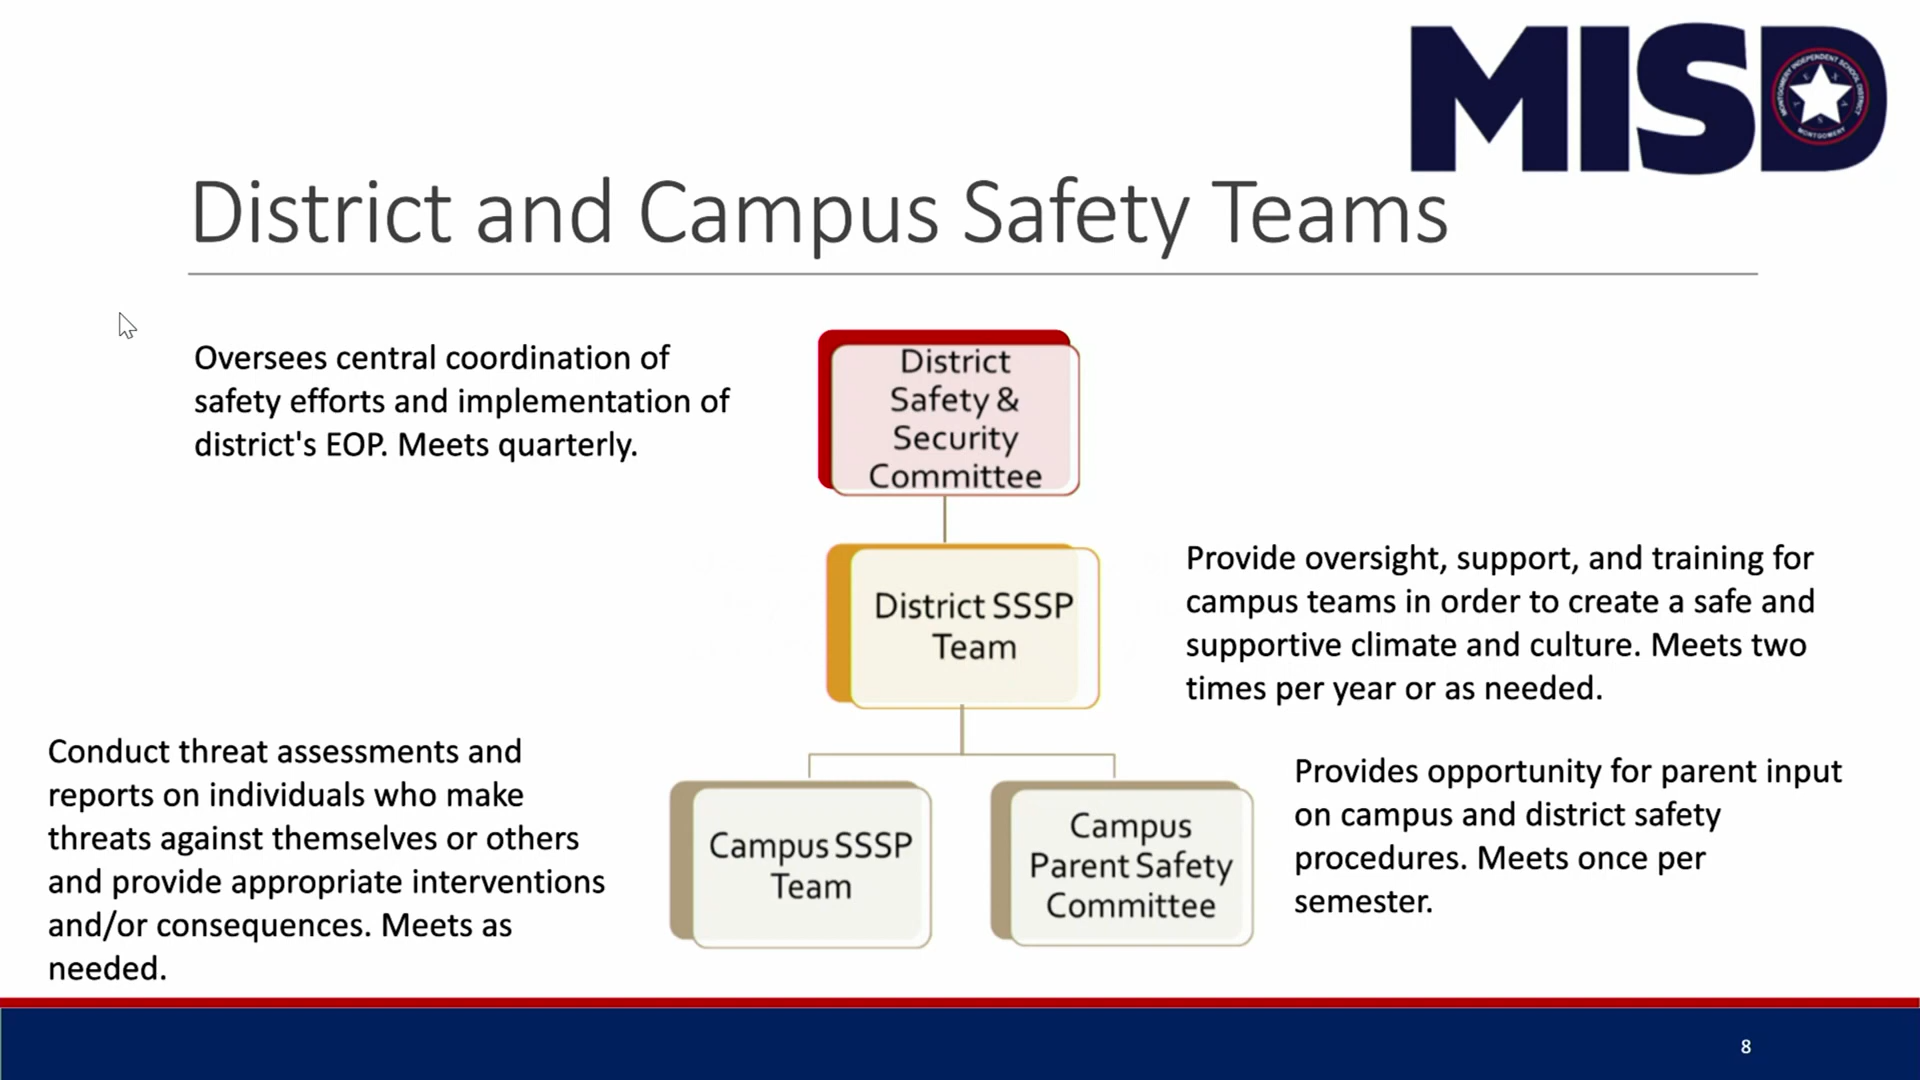 MISD
MONTGOMERY INDEPENDENT SCHOOL DISTRICT
T E X A S
MONTGOMERY
District and Campus Safety Teams
Oversees central coordination of
safety efforts and implementation of
district's EOP. Meets quarterly.
District
Safety &
Security
Committee
District SSSP
Team
Provide oversight, support, and training for
campus teams in order to create a safe and
supportive climate and culture. Meets two
times per year or as needed.
Conduct threat assessments and
reports on individuals who make
threats against themselves or others
and provide appropriate interventions
and/or consequences. Meets as
needed.
Campus SSSP
Team
Campus
Parent Safety
Committee
Provides opportunity for parent input
on campus and district safety
procedures. Meets once per
semester.
8